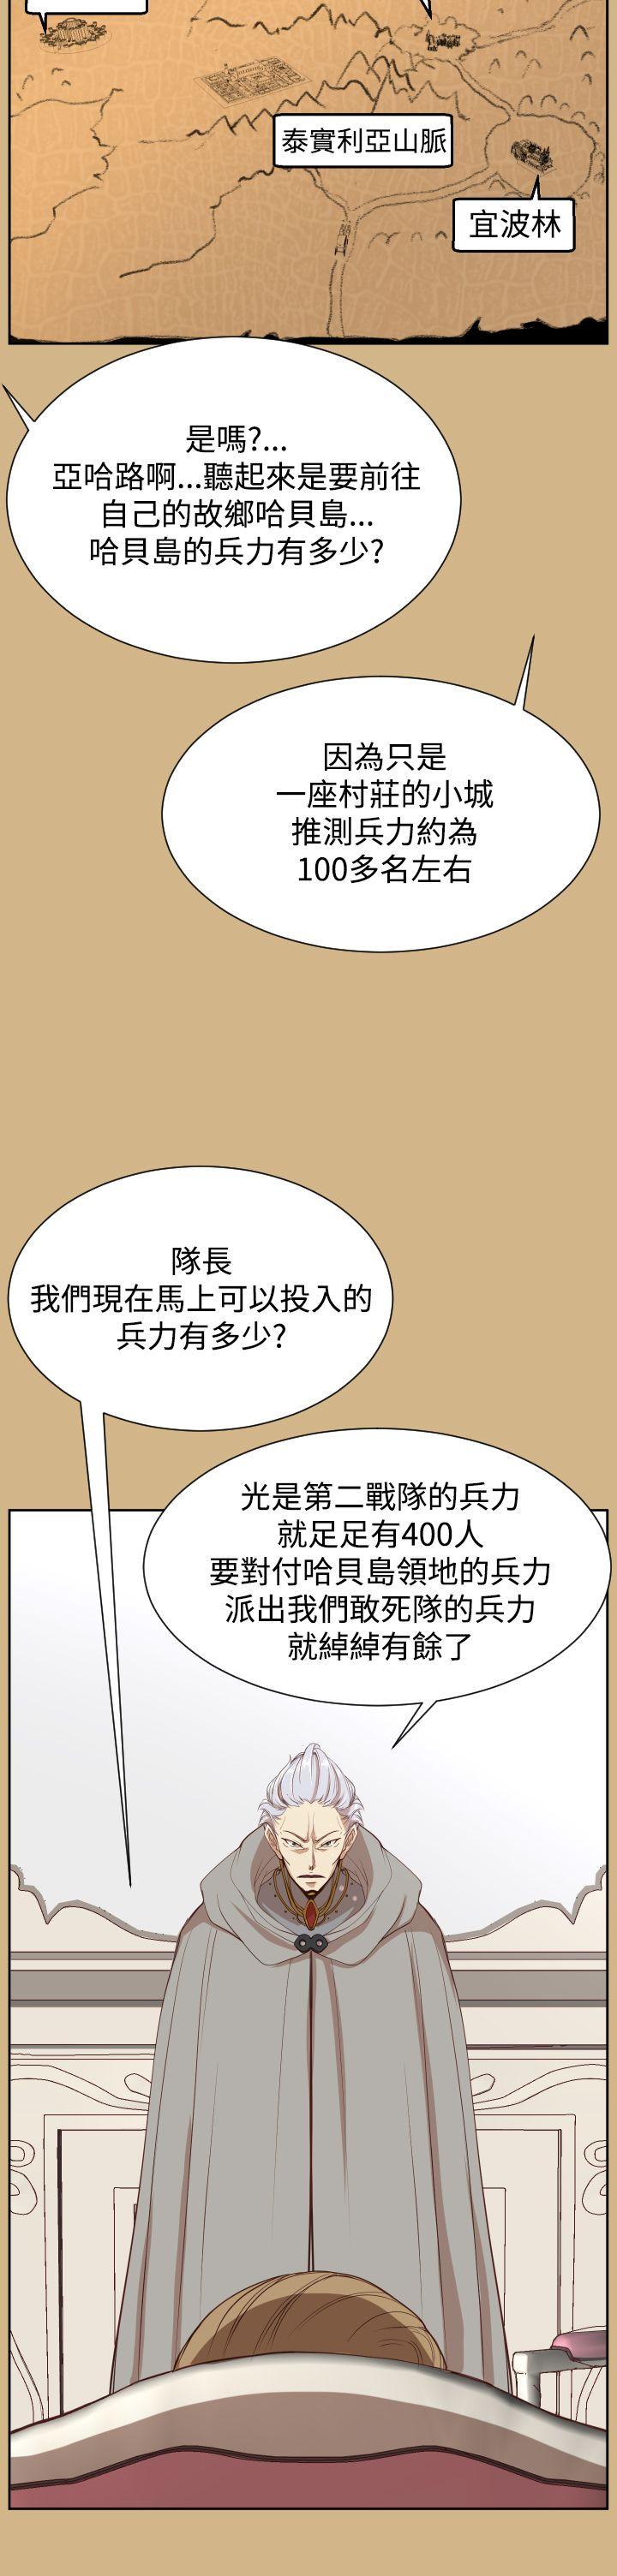 泰實利亞山脈
宜波林
是嗎?...
亞哈路啊...聽起來是要前往
自己的故鄉哈貝島...
哈貝島的兵力有多少?
因為只是
一座村莊的小城
推測兵力約為
100多名左右
隊長
我們現在馬上可以投入的
兵力有多少?
光是第二戰隊的兵力
就足足有400人
要對付哈貝島領地的兵力
派出我們敢死隊的兵力
就綽綽有餘了